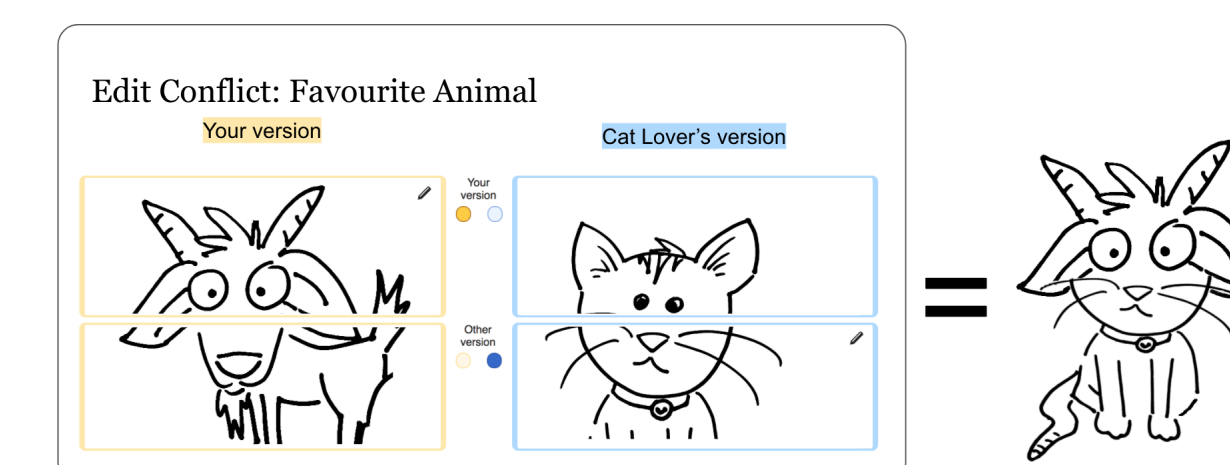 Edit Conflict: Favourite Animal
Your version
Cat Lover’s version
Your
version
Other
version
=